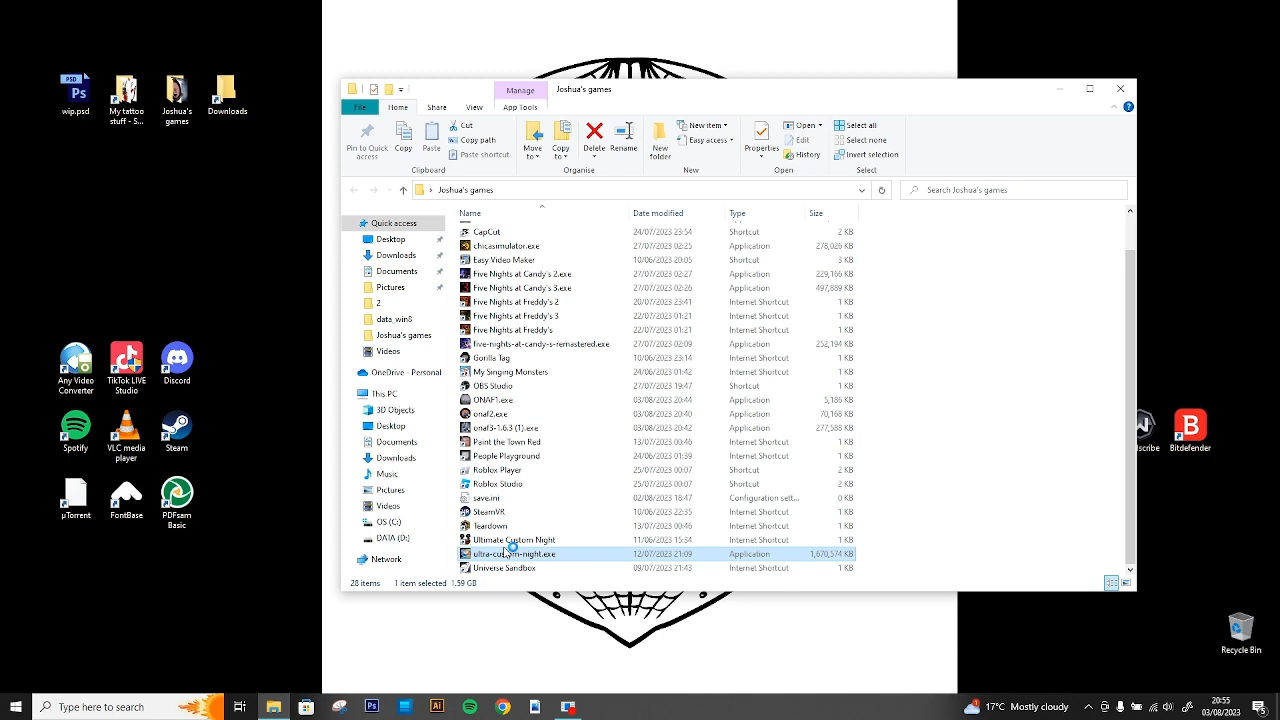 Manage
Joshua's games
File
Home
Share
View
App Tools
Pin to Quick access
Copy
Paste
Cut
Copy path
Paste shortcut
Clipboard
Move to
Copy to
Delete
Rename
Organise
New folder
New item
Easy access
New
Properties
Open
Edit
History
Open
Select all
Select none
Invert selection
Select
Joshua's games
Search Joshua's games
Quick access
Desktop
Downloads
Documents
Pictures
2
data_win8
Joshua's games
Videos
OneDrive - Personal
This PC
3D Objects
Desktop
Documents
Downloads
Music
Pictures
Videos
OS (C:)
DATA (D:)
Network
Name Date modified Type Size
CapCut 24/07/2023 23:54 Shortcut 2 KB
chicasimulator.exe 27/07/2023 02:25 Application 278,026 KB
Easy Video Maker 10/06/2023 20:05 Shortcut 3 KB
Five Nights at Candy's 2.exe 27/07/2023 02:27 Application 229,166 KB
Five Nights at Candy's 3.exe 27/07/2023 02:26 Application 497,889 KB
Five Nights at Freddy's 2 20/07/2023 23:41 Internet Shortcut 1 KB
Five Nights at Freddy's 3 22/07/2023 01:21 Internet Shortcut 1 KB
Five Nights at Freddy's 22/07/2023 01:21 Internet Shortcut 1 KB
five-nights-at-candy-s-remastered.exe 27/07/2023 02:09 Application 252,194 KB
Gorilla Tag 10/06/2023 23:14 Internet Shortcut 1 KB
My Singing Monsters 24/06/2023 01:42 Internet Shortcut 1 KB
OBS Studio 27/07/2023 19:47 Shortcut 2 KB
ONAF1.exe 03/08/2023 20:44 Application 5,186 KB
onaf2.exe 03/08/2023 20:40 Application 70,168 KB
onaf3-1.6.3 (1).exe 03/08/2023 20:42 Application 277,588 KB
Paint the Town Red 13/07/2023 00:46 Internet Shortcut 1 KB
People Playground 24/06/2023 01:39 Internet Shortcut 1 KB
Roblox Player 25/07/2023 00:07 Shortcut 2 KB
Roblox Studio 25/07/2023 00:07 Shortcut 2 KB
save.ini 02/08/2023 18:47 Configuration sett... 0 KB
SteamVR 10/06/2023 22:35 Internet Shortcut 1 KB
Teardown 13/07/2023 00:46 Internet Shortcut 1 KB
Ultimate Custom Night 11/06/2023 15:34 Internet Shortcut 1 KB
ultra-custom-night.exe 12/07/2023 21:09 Application 1,670,574 KB
Universe Sandbox 09/07/2023 21:43 Internet Shortcut 1 KB
28 items 1 item selected 1.59 GB
PSD
Ps
wip.psd
My tattoo stuff - S...
Joshua's games
Downloads
Any Video Converter
TikTok LIVE Studio
Discord
Spotify
VLC media player
Steam
µTorrent
FontBase
PDFsam Basic
scribe
B
Bitdefender
Recycle Bin
Type here to search
Ps
Ai
17°C Mostly cloudy
20:55
03/08/2023